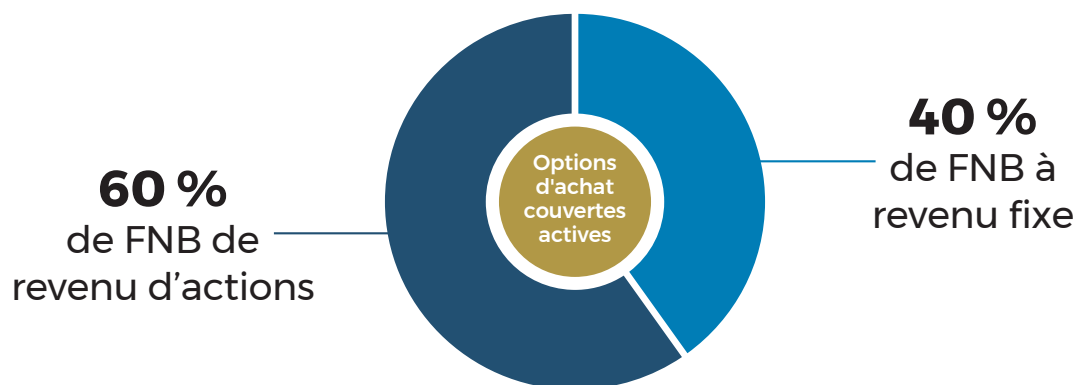 60 %
de FNB de
revenu d’actions
Options
d'achat
couvertes
actives
40 %
de FNB à
revenu fixe